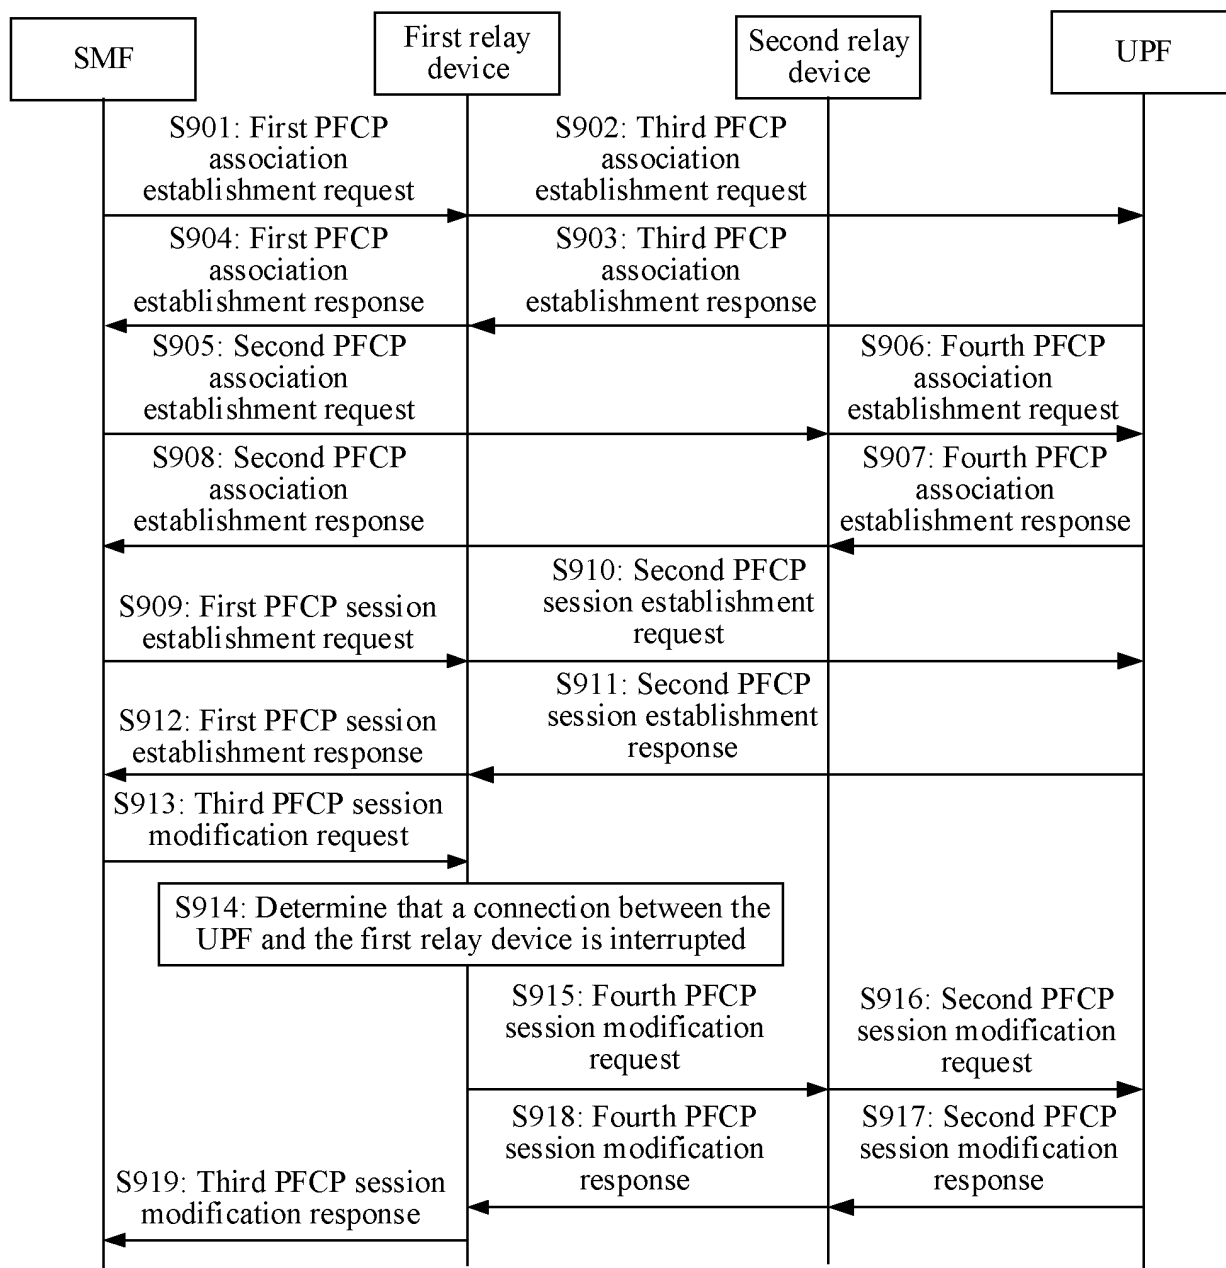 SMF
First relay
device
Second relay
device
UPF
S901: First PFCP
association
establishment request
S902: Third PFCP
association
establishment request
S904: First PFCP
association
establishment response
S903: Third PFCP
association
establishment response
S905: Second PFCP
association
establishment request
S906: Fourth PFCP
association
establishment request
S908: Second PFCP
association
establishment response
S907: Fourth PFCP
association
establishment response
S909: First PFCP session
establishment request
S910: Second PFCP
session establishment
request
S912: First PFCP session
establishment response
S911: Second PFCP
session establishment
response
S913: Third PFCP session
modification request
S914: Determine that a connection between the
UPF and the first relay device is interrupted
S915: Fourth PFCP
session modification
request
S916: Second PFCP
session modification
request
S918: Fourth PFCP
session modification
response
S917: Second PFCP
session modification
response
S919: Third PFCP session
modification response